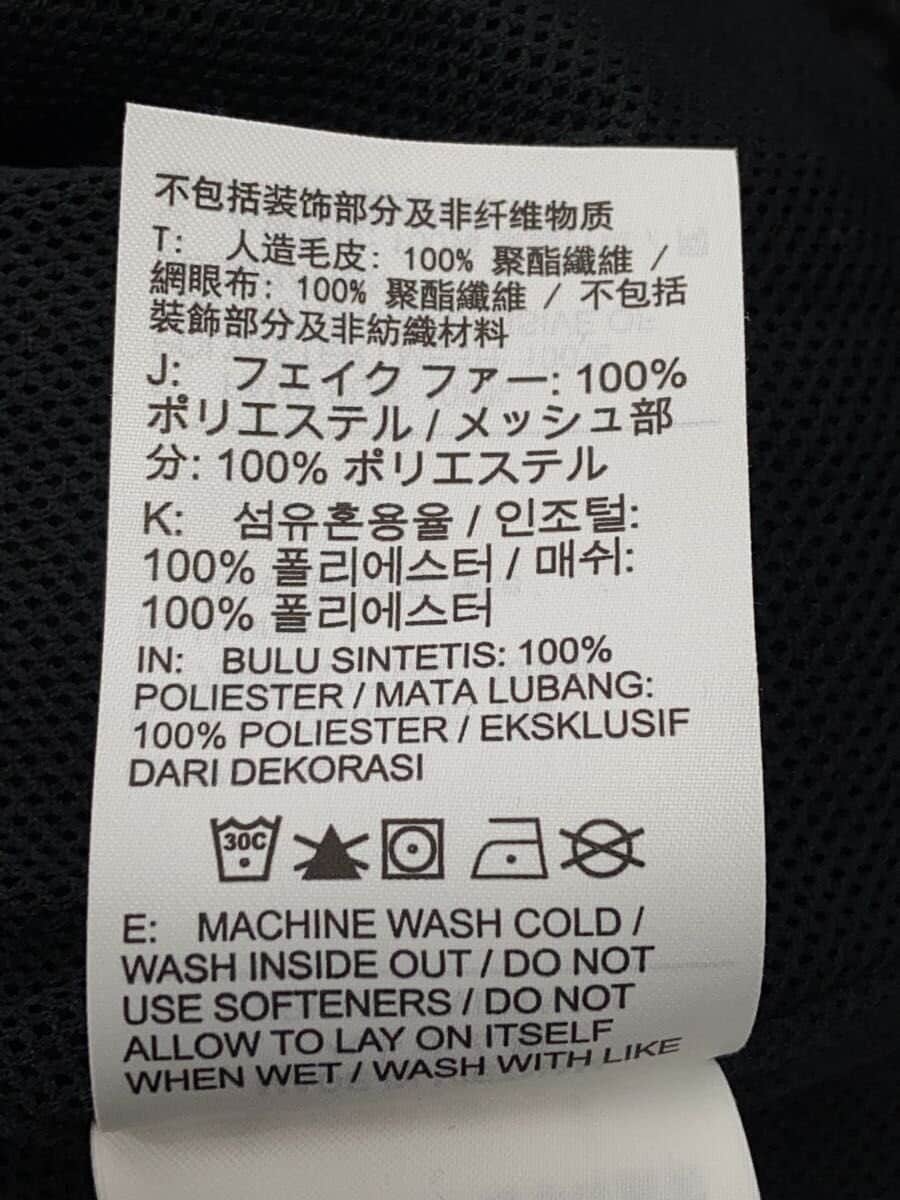 不包括装饰部分及非纤维物质
T: 人造毛皮: 100% 聚酯纖維 /
網眼布: 100% 聚酯纖維 / 不包括
裝飾部分及非紡織材料
J: フェイク ファー: 100%
ポリエステル / メッシュ部
分: 100% ポリエステル
K: 섬유혼용율 / 인조털:
100% 폴리에스터 / 매쉬:
100% 폴리에스터
IN: BULU SINTETIS: 100%
POLIESTER / MATA LUBANG:
100% POLIESTER / EKSKLUSIF
DARI DEKORASI
30C
E: MACHINE WASH COLD /
WASH INSIDE OUT / DO NOT
USE SOFTENERS / DO NOT
ALLOW TO LAY ON ITSELF
WHEN WET / WASH WITH LIKE